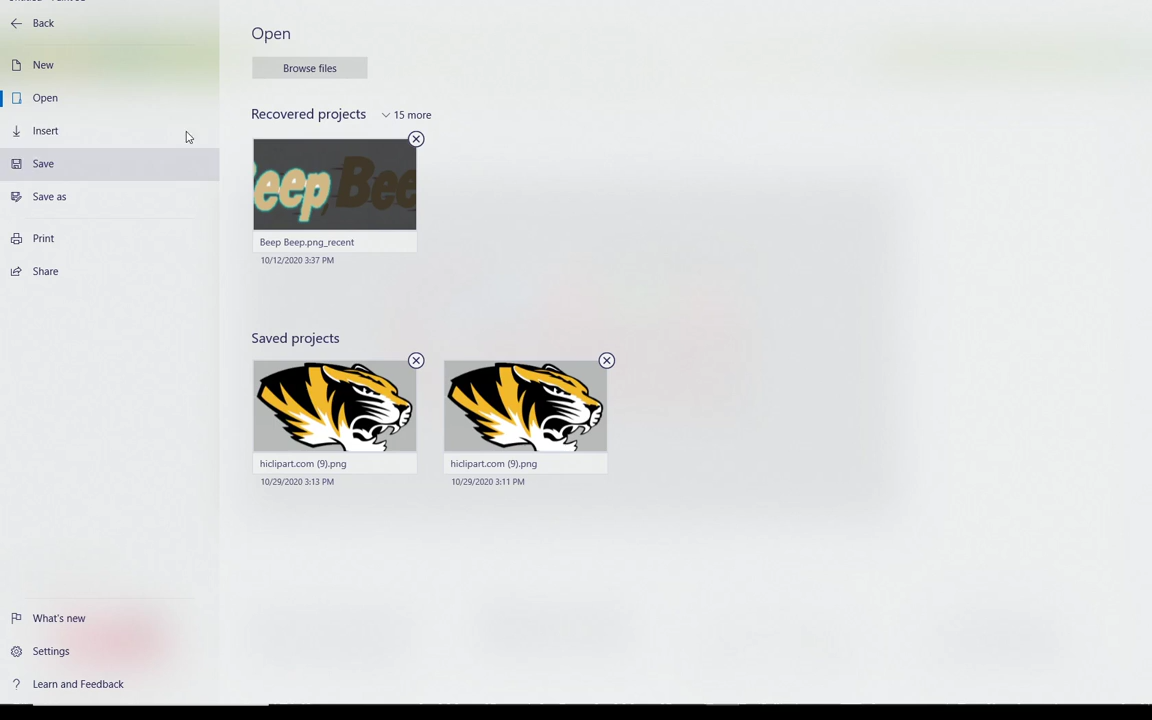 Back
New
Open
Insert
Save
Save as
Print
Share
What's new
Settings
Learn and Feedback
Open
Browse files
Recovered projects 15 more
eep Bee
Beep Beep.png_recent
10/12/2020 3:37 PM
Saved projects
hiclipart.com (9).png
10/29/2020 3:13 PM
hiclipart.com (9).png
10/29/2020 3:11 PM